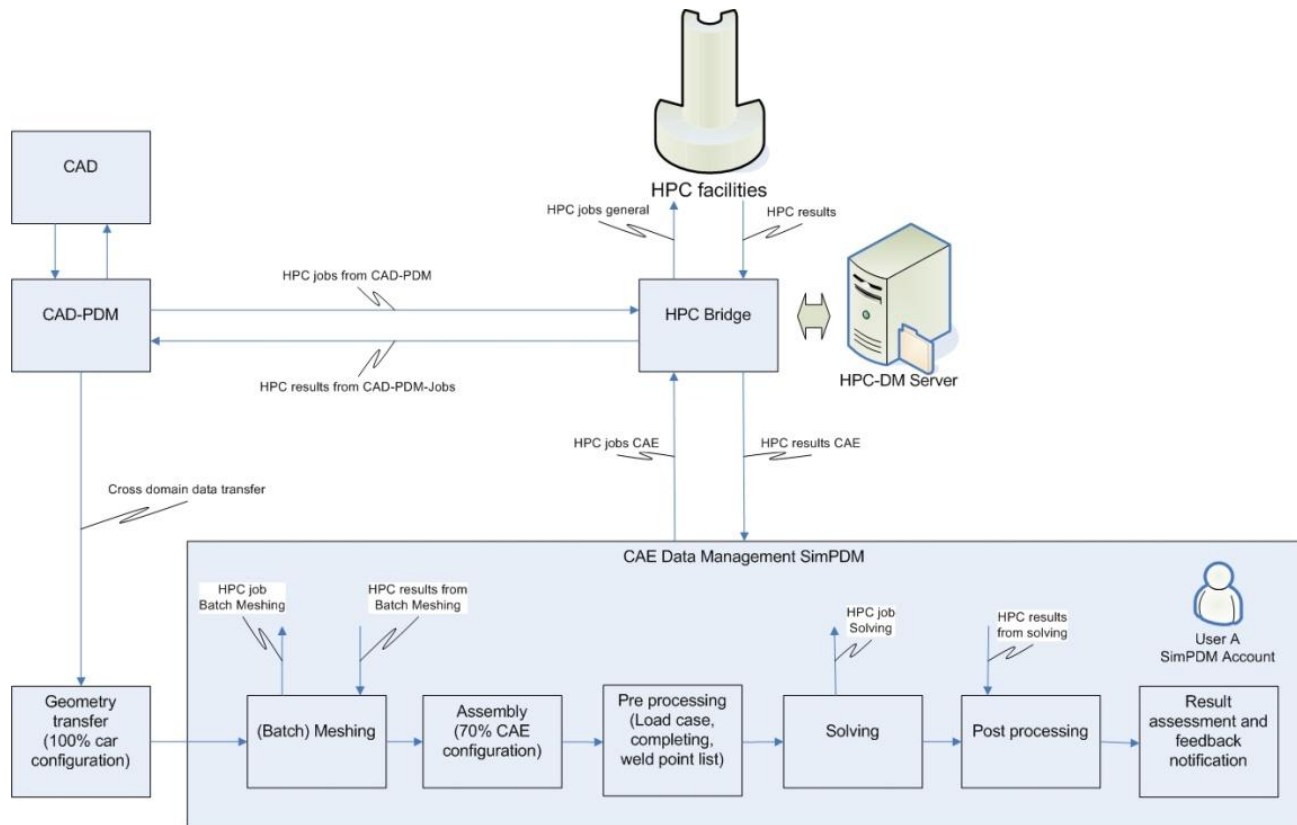 CAD
HPC facilities
HPC jobs general
HPC results
HPC jobs from CAD-PDM
CAD-PDM
HPC Bridge
HPC results from CAD-PDM-Jobs
HPC-DM Server
HPC jobs CAE
HPC results CAE
Cross domain data transfer
CAE Data Management SimPDM
HPC job
Batch Meshing
HPC results from
Batch Meshing
HPC job
Solving
HPC results
from solving
User A
SimPDM Account
Geometry
transfer
(100% car
configuration)
(Batch) Meshing
Assembly
(70% CAE
configuration)
Pre processing
(Load case,
completing,
weld point list)
Solving
Post processing
Result
assessment and
feedback
notification